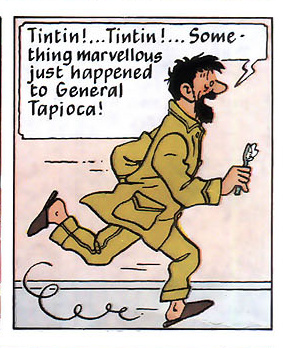 Tintin!...Tintin!... Some-
thing marvellous
just happened
to General
Tapioca!